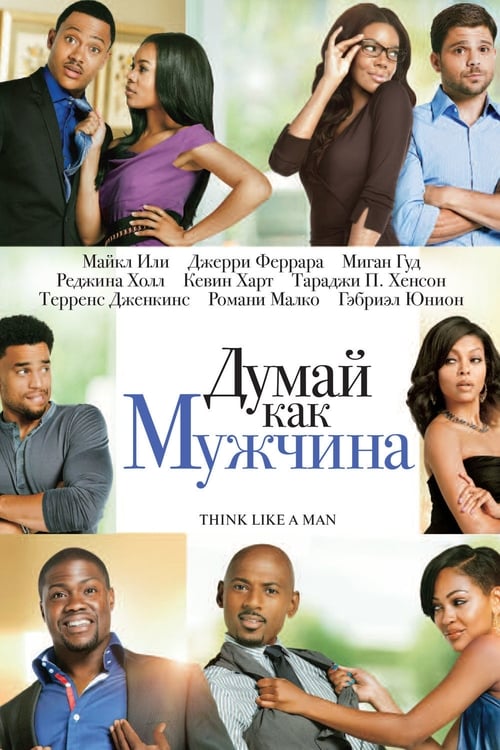 Майкл Или Джерри Феррара Миган Гуд
Реджина Холл Кевин Харт Тараджи П. Хенсон
Терренс Дженкинс Романи Малко Гэбриэл Юнион
Думай
как
Мужчина
THINK LIKE A MAN